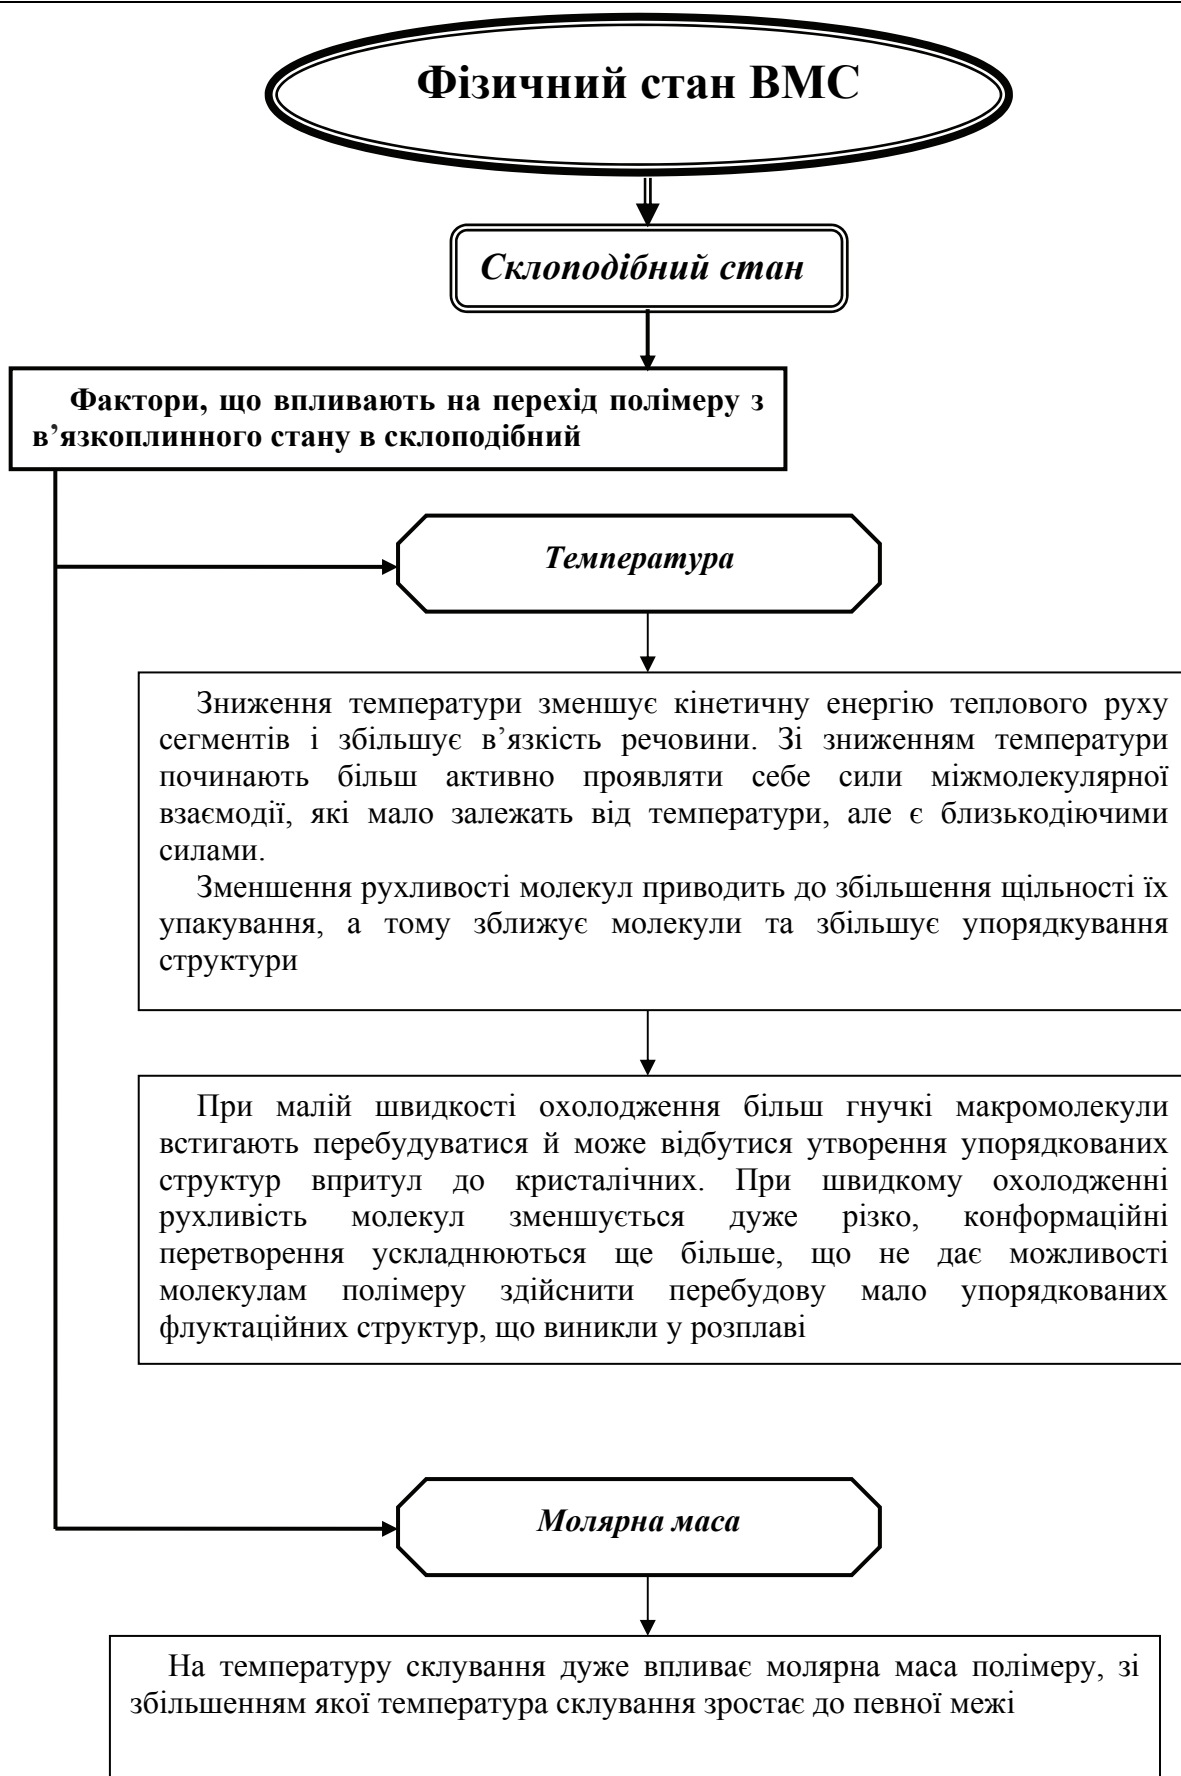 Фізичний стан ВМС
Склоподібний стан
Фактори, що впливають на перехід полімеру з
в’язкоплинного стану в склоподібний
Температура
Зниження температури зменшує кінетичну енергію теплового руху
сегментів і збільшує в’язкість речовини. Зі зниженням температури
починають більш активно проявляти себе сили міжмолекулярної
взаємодії, які мало залежать від температури, але є близькодіючими
силами.
Зменшення рухливості молекул приводить до збільшення щільності їх
упакування, а тому зближує молекули та збільшує упорядкування
структури
При малій швидкості охолодження більш гнучкі макромолекули
встигають перебудуватися й може відбутися утворення упорядкованих
структур впритул до кристалічних. При швидкому охолодженні
рухливість молекул зменшується дуже різко, конформаційні
перетворення ускладнюються ще більше, що не дає можливості
молекулам полімеру здійснити перебудову мало упорядкованих
флуктаційних структур, що виникли у розплаві
Молярна маса
На температуру склування дуже впливає молярна маса полімеру, зі
збільшенням якої температура склування зростає до певної межі